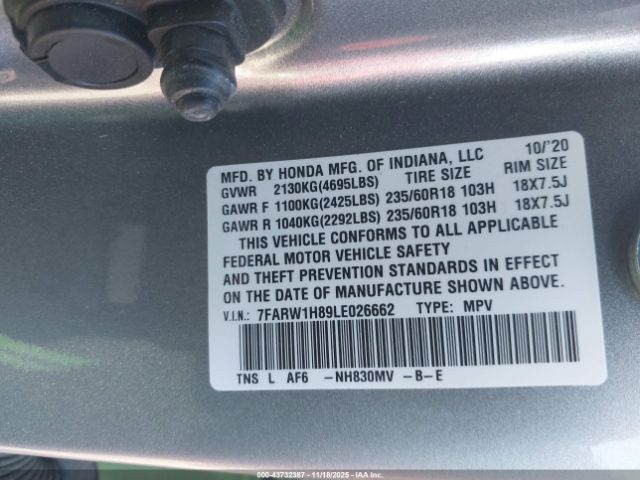 MFD. BY HONDA MFG. OF INDIANA, LLC 10/'20
GVWR 2130KG(4695LBS) TIRE SIZE RIM SIZE
GAWR F 1100KG(2425LBS) 235/60R18 103H 18X7.5J
GAWR R 1040KG(2292LBS) 235/60R18 103H 18X7.5J
THIS VEHICLE CONFORMS TO ALL APPLICABLE
FEDERAL MOTOR VEHICLE SAFETY
AND THEFT PREVENTION STANDARDS IN EFFECT
ON THE DATE OF MANUFACTURE SHOWN ABOVE.
V.I.N.: 7FARW1H89LE026662 TYPE: MPV
TNS L AF6 -NH830MV -B-E
000-43732387 - 11/18/2025 - IAA Inc.